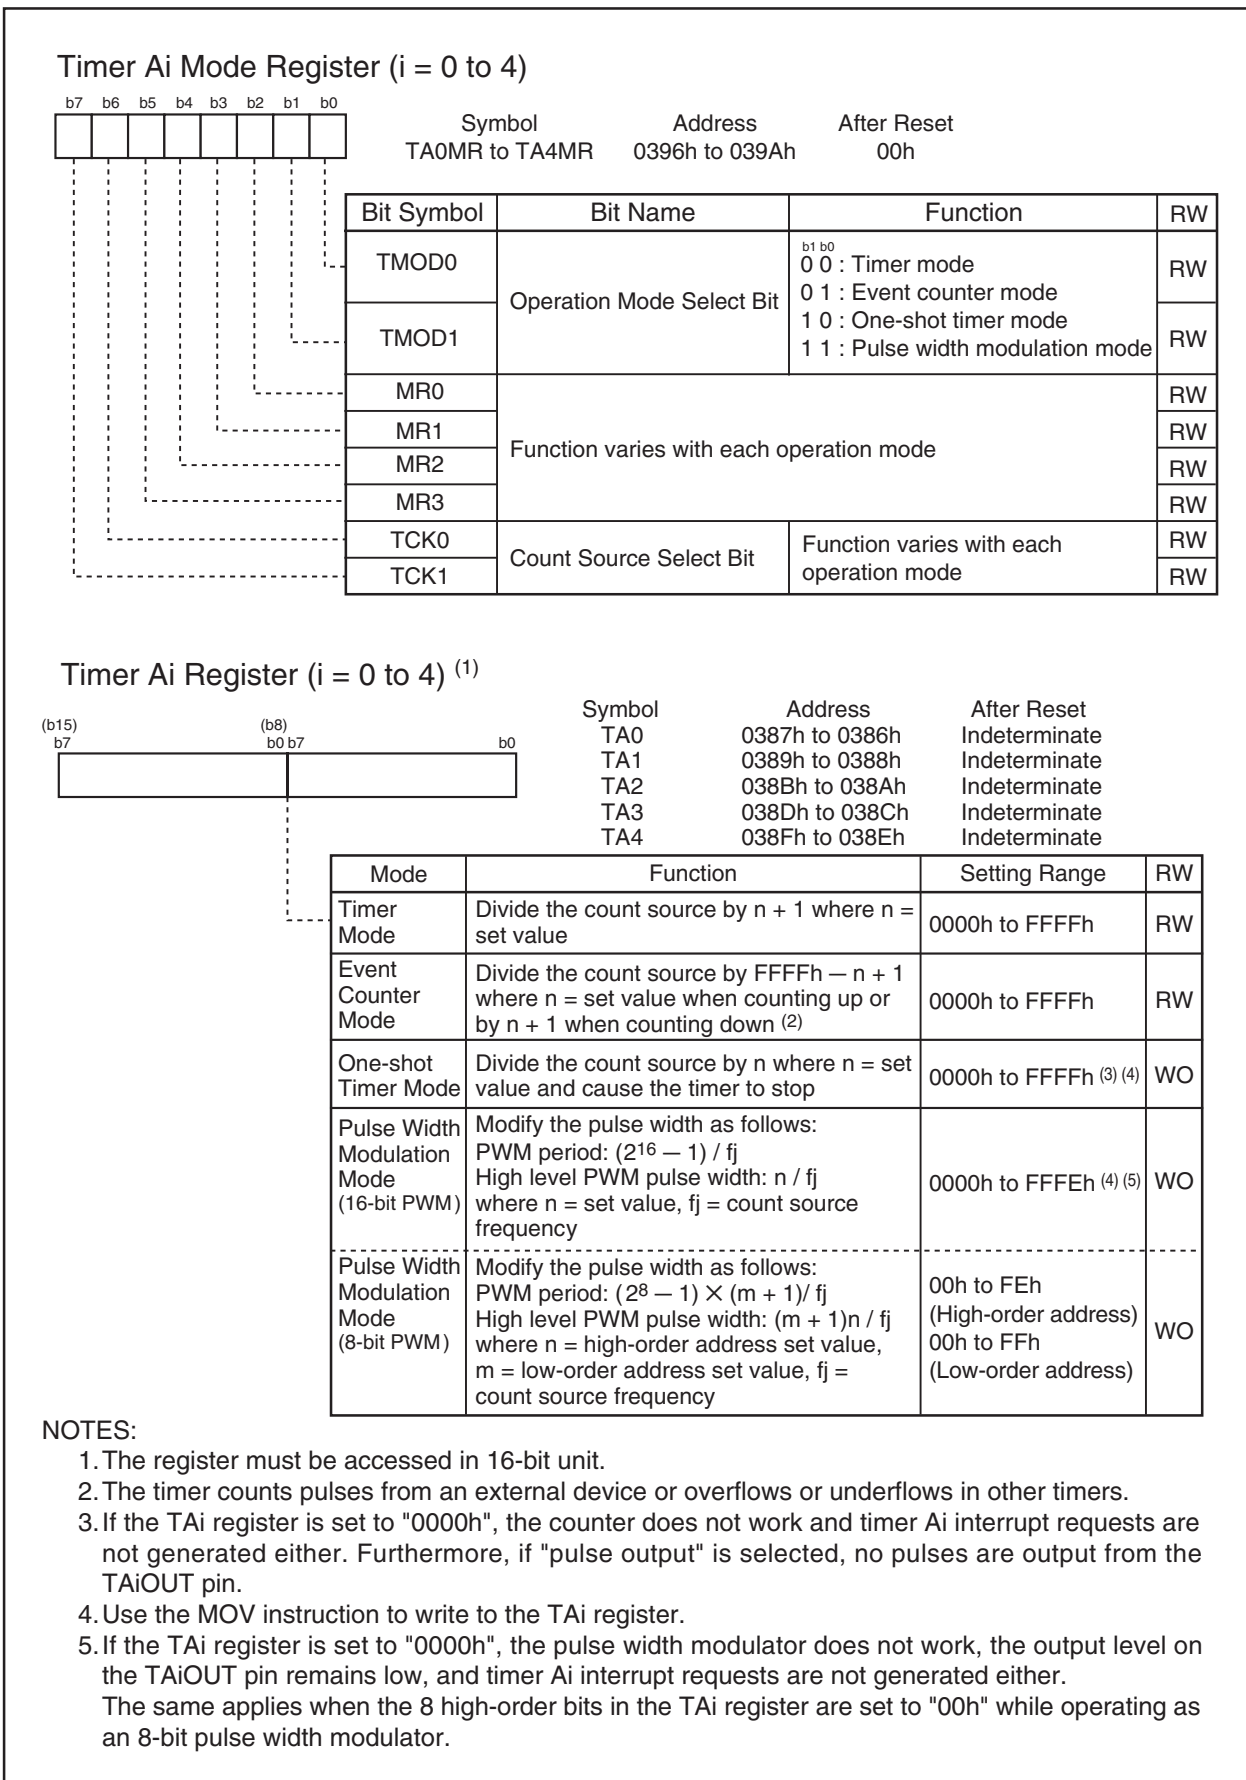 Timer Ai Mode Register (i = 0 to 4)
b7 b6 b5 b4 b3 b2 b1 b0
Symbol Address After Reset
TA0MR to TA4MR 0396h to 039Ah 00h
Bit Symbol Bit Name Function RW
TMOD0 Operation Mode Select Bit b1 b0
0 0 : Timer mode RW
0 1 : Event counter mode
TMOD1 1 0 : One-shot timer mode RW
1 1 : Pulse width modulation mode
MR0 Function varies with each operation mode RW
MR1 RW
MR2 RW
MR3 RW
TCK0 Count Source Select Bit Function varies with each RW
TCK1 operation mode RW
Timer Ai Register (i = 0 to 4) (1)
Symbol Address After Reset
(b15) (b8)
b7 b0 b7 b0
TA0 0387h to 0386h Indeterminate
TA1 0389h to 0388h Indeterminate
TA2 038Bh to 038Ah Indeterminate
TA3 038Dh to 038Ch Indeterminate
TA4 038Fh to 038Eh Indeterminate
Mode Function Setting Range RW
Timer Divide the count source by n + 1 where n = 0000h to FFFFh RW
Mode set value
Event Divide the count source by FFFFh — n + 1
Counter where n = set value when counting up or 0000h to FFFFh RW
Mode by n + 1 when counting down (2)
One-shot Divide the count source by n where n = set 0000h to FFFFh (3) (4) WO
Timer Mode value and cause the timer to stop
Pulse Width Modify the pulse width as follows:
Modulation PWM period: (2¹⁶ — 1) / fj
Mode High level PWM pulse width: n / fj 0000h to FFFEh (4) (5) WO
(16-bit PWM) where n = set value, fj = count source
frequency
Pulse Width Modify the pulse width as follows:
Modulation PWM period: (2⁸ — 1) × (m + 1)/ fj 00h to FEh
Mode High level PWM pulse width: (m + 1)n / fj (High-order address) WO
(8-bit PWM) where n = high-order address set value, 00h to FFh
m = low-order address set value, fj = (Low-order address)
count source frequency
NOTES:
1. The register must be accessed in 16-bit unit.
2. The timer counts pulses from an external device or overflows or underflows in other timers.
3. If the TAi register is set to "0000h", the counter does not work and timer Ai interrupt requests are
not generated either. Furthermore, if "pulse output" is selected, no pulses are output from the
TAiOUT pin.
4. Use the MOV instruction to write to the TAi register.
5. If the TAi register is set to "0000h", the pulse width modulator does not work, the output level on
the TAiOUT pin remains low, and timer Ai interrupt requests are not generated either.
The same applies when the 8 high-order bits in the TAi register are set to "00h" while operating as
an 8-bit pulse width modulator.